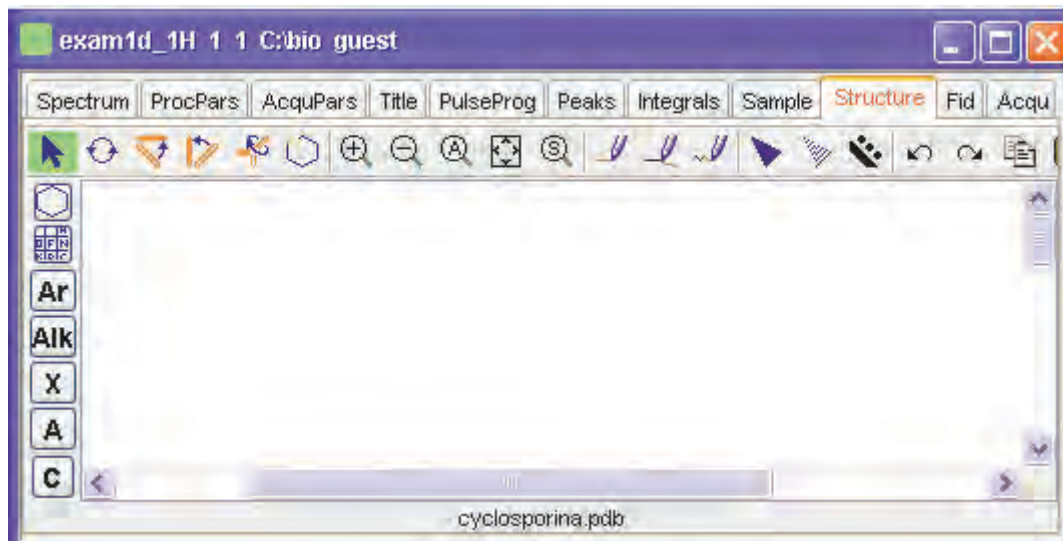 exam1d_1H 1 1 C:\bio guest
Spectrum ProcPars AcquPars Title PulseProg Peaks Integrals Sample Structure Fid Acqu
A S
Ar
Alk
X
A
C
cyclosporina.pdb